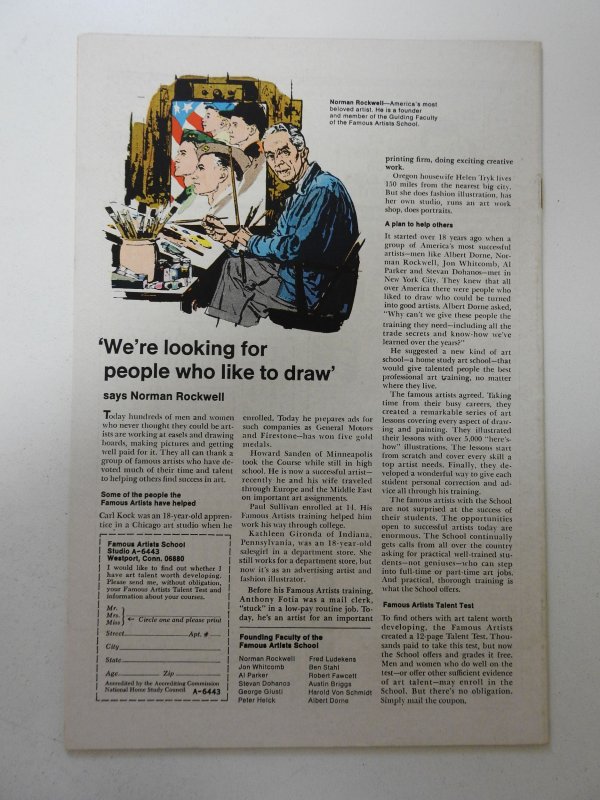 Norman Rockwell—America's most
beloved artist. He is a founder
and member of the Guiding Faculty
of the Famous Artists School.
'We're looking for
people who like to draw'
says Norman Rockwell
Today hundreds of men and women
who never thought they could be art-
ists are working at easels and drawing
boards, making pictures and getting
well paid for it. They all can thank a
group of famous artists who have de-
voted much of their time and talent
to helping others find success in art.
Some of the people the
Famous Artists have helped
Carl Kock was an 18-year-old appren-
tice in a Chicago art studio when he
Famous Artists School
Studio A-6443
Westport, Conn. 06880
I would like to find out whether I
have art talent worth developing.
Please send me, without obligation,
your Famous Artists Talent Test and
information about your courses.
Mr.
Mrs.
Miss
← Circle one and please print
Street Apt. #
City
State
Age Zip
Accredited by the Accrediting Commission
National Home Study Council A-6443
enrolled. Today he prepares ads for
such companies as General Motors
and Firestone—has won five gold
medals.
Howard Sanden of Minneapolis
took the Course while still in high
school. He is now a successful artist—
recently he and his wife traveled
through Europe and the Middle East
on important art assignments.
Paul Sullivan enrolled at 14. His
Famous Artists training helped him
work his way through college.
Kathleen Gironda of Indiana,
Pennsylvania, was an 18-year-old
salesgirl in a department store. She
still works for a department store, but
now it's as an advertising artist and
fashion illustrator.
Before his Famous Artists training,
Anthony Fotia was a mail clerk,
"stuck" in a low-pay routine job. To-
day, he's an artist for an important
Founding Faculty of the
Famous Artists School
Norman Rockwell
Jon Whitcomb
Al Parker
Stevan Dohanos
George Giusti
Peter Helck
Fred Ludekens
Ben Stahl
Robert Fawcett
Austin Briggs
Harold Von Schmidt
Albert Dorne
printing firm, doing exciting creative
work.
Oregon housewife Helen Tryk lives
150 miles from the nearest big city.
But she does fashion illustration, has
her own studio, runs an art work
shop, does portraits.
A plan to help others
It started over 18 years ago when a
group of America's most successful
artists—men like Albert Dorne, Nor-
man Rockwell, Jon Whitcomb, Al
Parker and Stevan Dohanos—met in
New York City. They knew that all
over America there were people who
liked to draw who could be turned
into good artists. Albert Dorne asked,
"Why can't we give these people the
training they need—including all the
trade secrets and know-how we've
learned over the years?"
He suggested a new kind of art
school—a home study art school—that
would give talented people the best
professional art training, no matter
where they live.
The famous artists agreed. Taking
time from their busy careers, they
created a remarkable series of art
lessons covering every aspect of draw-
ing and painting. They illustrated
their lessons with over 5,000 "here's-
how" illustrations. The lessons start
from scratch and cover every skill a
top artist needs. Finally, they de-
veloped a wonderful way to give each
student personal correction and ad-
vice all through his training.
The famous artists with the School
are not surprised at the success of
their students. The opportunities
open to successful artists today are
enormous. The School continually
gets calls from all over the country
asking for practical well-trained stu-
dents—not geniuses—who can step
into full-time or part-time art jobs.
And practical, thorough training is
what the School offers.
Famous Artists Talent Test
To find others with art talent worth
developing, the Famous Artists
created a 12-page Talent Test. Thou-
sands paid to take this test, but now
the School offers and grades it free.
Men and women who do well on the
test—or offer other sufficient evidence
of art talent—may enroll in the
School. But there's no obligation.
Simply mail the coupon.